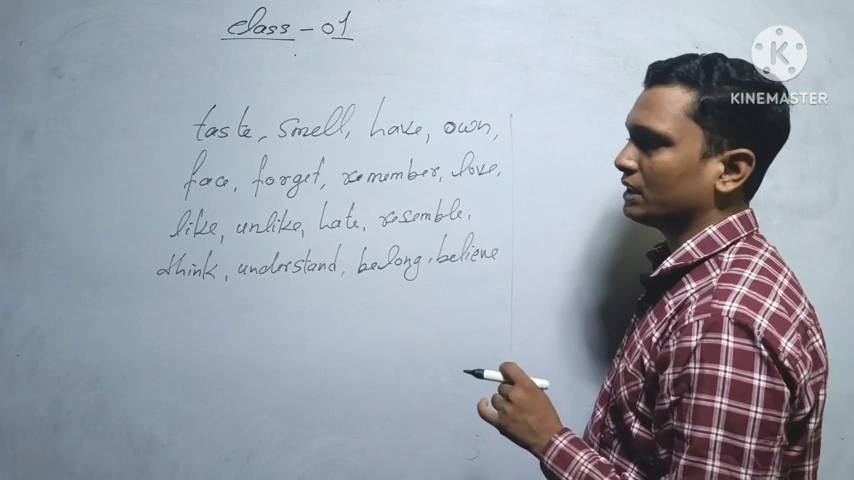 class - 01
taste, smell, have, own,
face, forget, remember, love,
like, unlike, hate, resemble,
think, understand, belong, believe
K
KINEMASTER